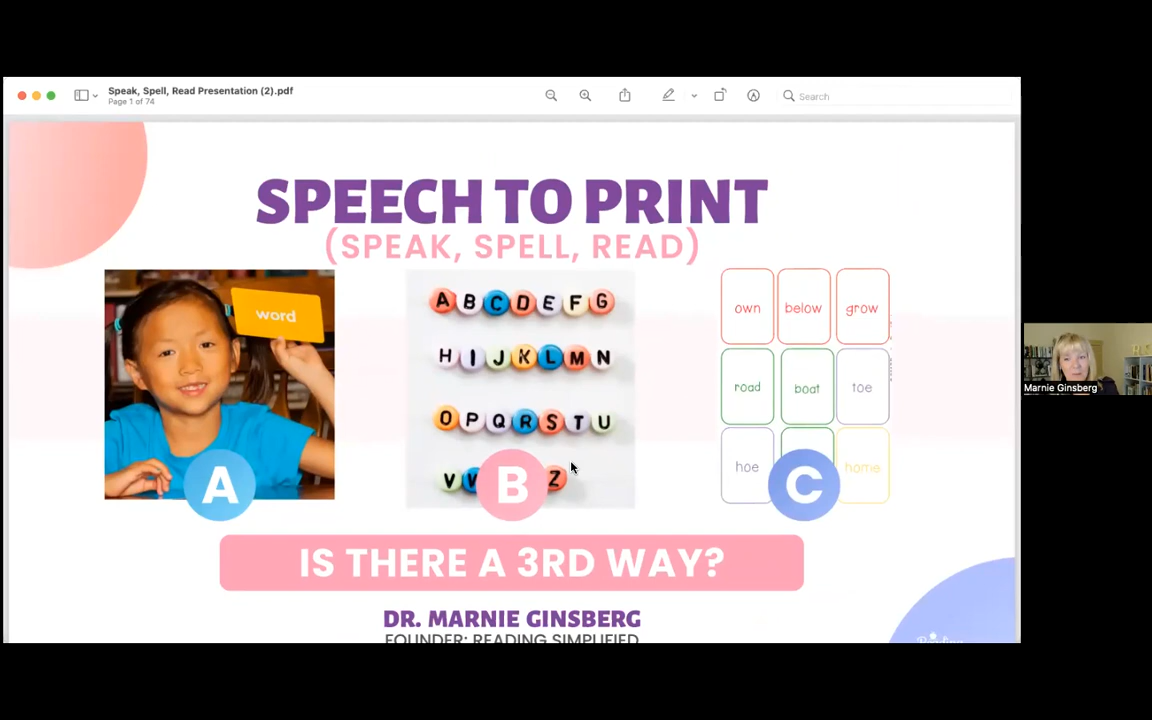 Speak, Spell, Read Presentation (2).pdf
Page 1 of 74
Search
SPEECH TO PRINT
(SPEAK, SPELL, READ)
word
A B C D E F G
H I J K L M N
O P Q R S T U
V Z
own below grow
road boat toe
hoe home
A B C
IS THERE A 3RD WAY?
DR. MARNIE GINSBERG
FOUNDER: READING SIMPLIFIED
Reading
Marnie Ginsberg